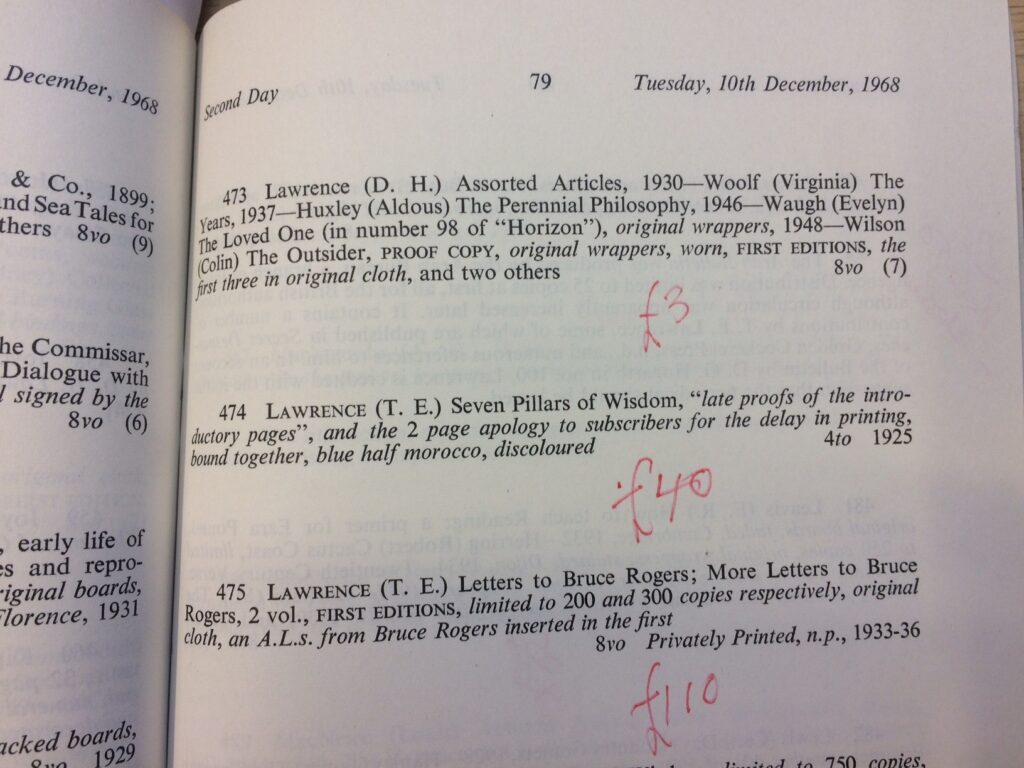 December, 1968
& Co., 1899;
nd Sea Tales for
thers 8vo (9)
he Commissar,
Dialogue with
signed by the
8vo (6)
, early life of
es and repro-
riginal boards,
Florence, 1931
acked boards,
8vo 1929
Second Day 79 Tuesday, 10th December, 1968
473 Lawrence (D. H.) Assorted Articles, 1930—Woolf (Virginia) The
Years, 1937—Huxley (Aldous) The Perennial Philosophy, 1946—Waugh (Evelyn)
The Loved One (in number 98 of "Horizon"), original wrappers, 1948—Wilson
(Colin) The Outsider, PROOF COPY, original wrappers, worn, FIRST EDITIONS, the
first three in original cloth, and two others 8vo (7)
£3
474 LAWRENCE (T. E.) Seven Pillars of Wisdom, "late proofs of the intro-
ductory pages", and the 2 page apology to subscribers for the delay in printing,
bound together, blue half morocco, discoloured 4to 1925
£40
475 LAWRENCE (T. E.) Letters to Bruce Rogers; More Letters to Bruce
Rogers, 2 vol., FIRST EDITIONS, limited to 200 and 300 copies respectively, original
cloth, an A.L.s. from Bruce Rogers inserted in the first
8vo Privately Printed, n.p., 1933-36
£110
limited to 750 copies,